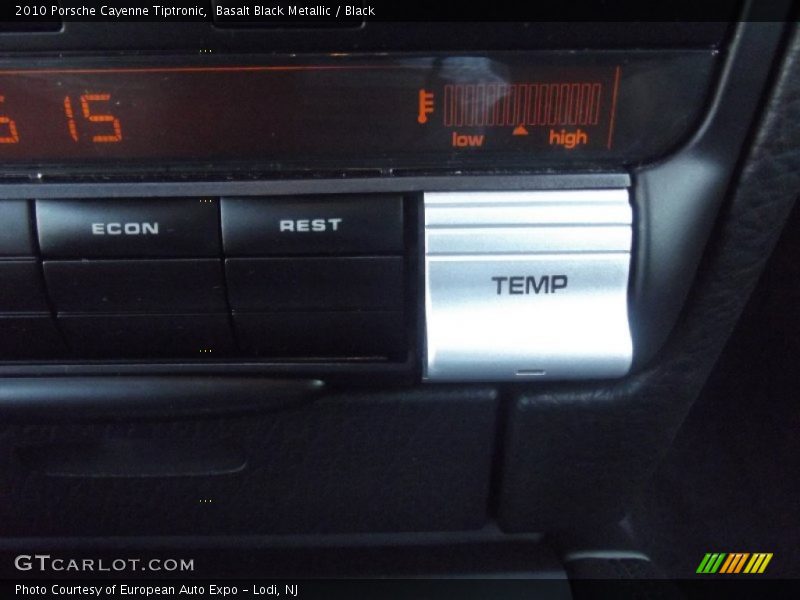 2010 Porsche Cayenne Tiptronic, Basalt Black Metallic / Black
15
low high
ECON REST
TEMP
GTCARLOT.COM
Photo Courtesy of European Auto Expo - Lodi, NJ